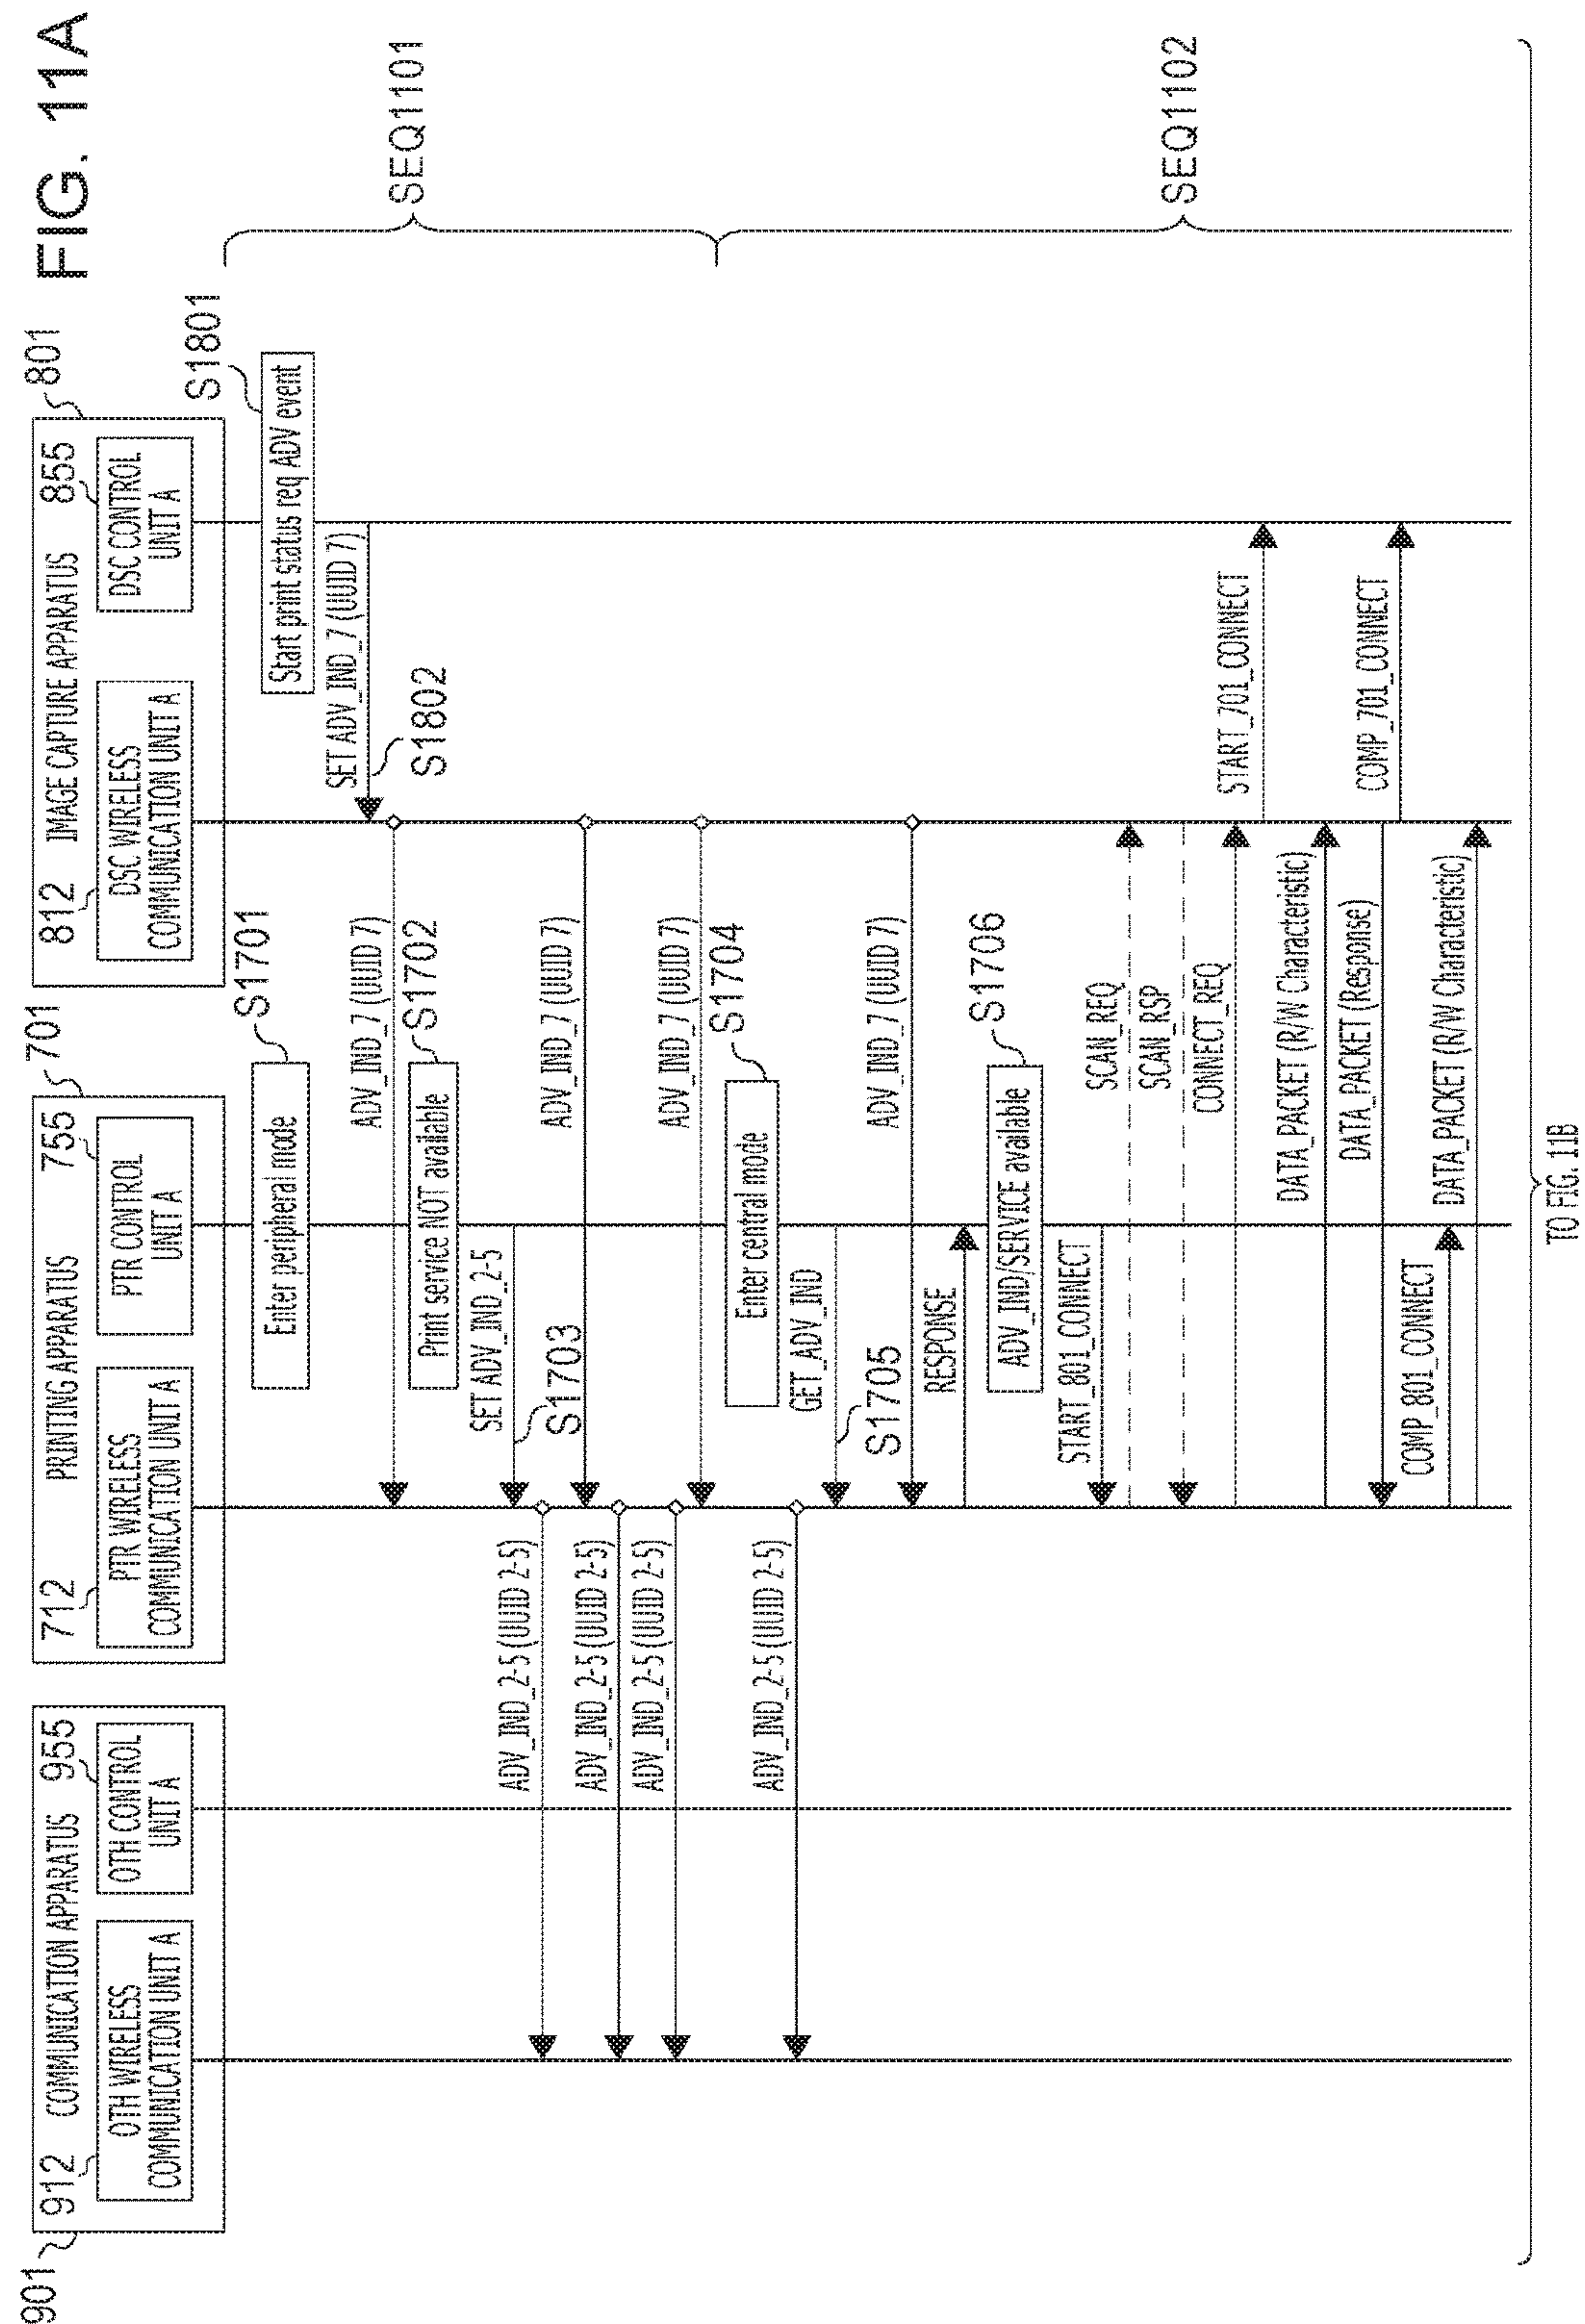 FIG. 11A
901
912
COMMUNICATION APPARATUS
955
OTH WIRELESS
COMMUNICATION UNIT A
OTH CONTROL
UNIT A
701
712
PRINTING APPARATUS
755
PTR WIRELESS
COMMUNICATION UNIT A
PTR CONTROL
UNIT A
801
812
IMAGE CAPTURE APPARATUS
855
DSC WIRELESS
COMMUNICATION UNIT A
DSC CONTROL
UNIT A
S1701
Enter peripheral mode
S1801
Start print status req ADV event
SEQ1101
SET ADV_IND_7 (UUID 7)
S1802
ADV_IND_7 (UUID 7)
S1702
Print service NOT available
SET ADV_IND_2-5
S1703
ADV_IND_2-5 (UUID 2-5)
ADV_IND_7 (UUID 7)
ADV_IND_2-5 (UUID 2-5)
ADV_IND_2-5 (UUID 2-5)
ADV_IND_7 (UUID 7)
S1704
Enter central mode
SEQ1102
ADV_IND_2-5 (UUID 2-5)
GET_ADV_IND
S1705
ADV_IND_7 (UUID 7)
RESPONSE
S1706
ADV_IND/SERVICE available
START_801_CONNECT
SCAN_REQ
SCAN_RSP
CONNECT_REQ
START_701_CONNECT
DATA_PACKET (R/W Characteristic)
DATA_PACKET (Response)
COMP_701_CONNECT
COMP_801_CONNECT
DATA_PACKET (R/W Characteristic)
TO FIG. 11B